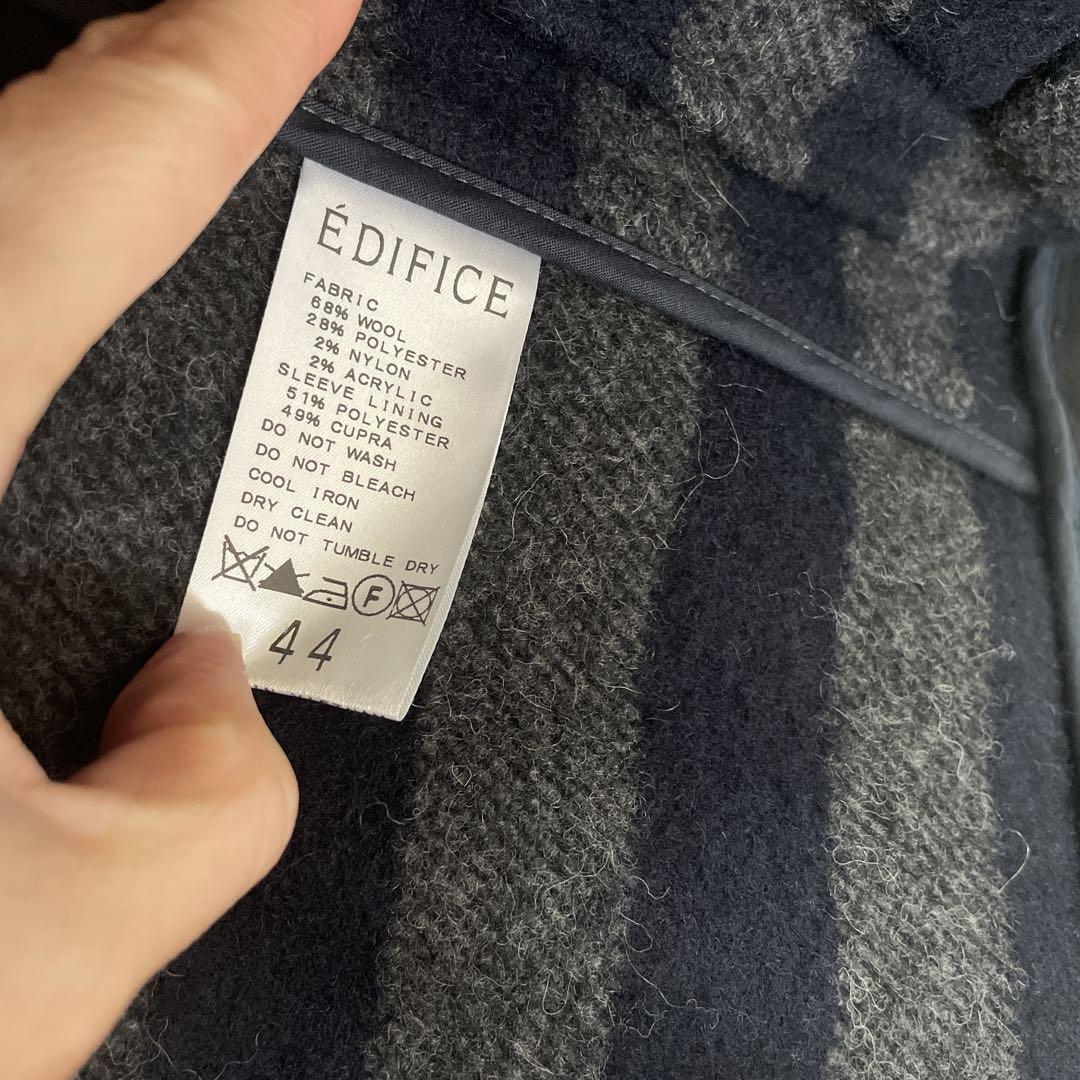 ÉDIFICE
FABRIC
68% WOOL
28% POLYESTER
2% NYLON
2% ACRYLIC
SLEEVE LINING
51% POLYESTER
49% CUPRA
DO NOT WASH
DO NOT BLEACH
COOL IRON
DRY CLEAN
DO NOT TUMBLE DRY
F
44